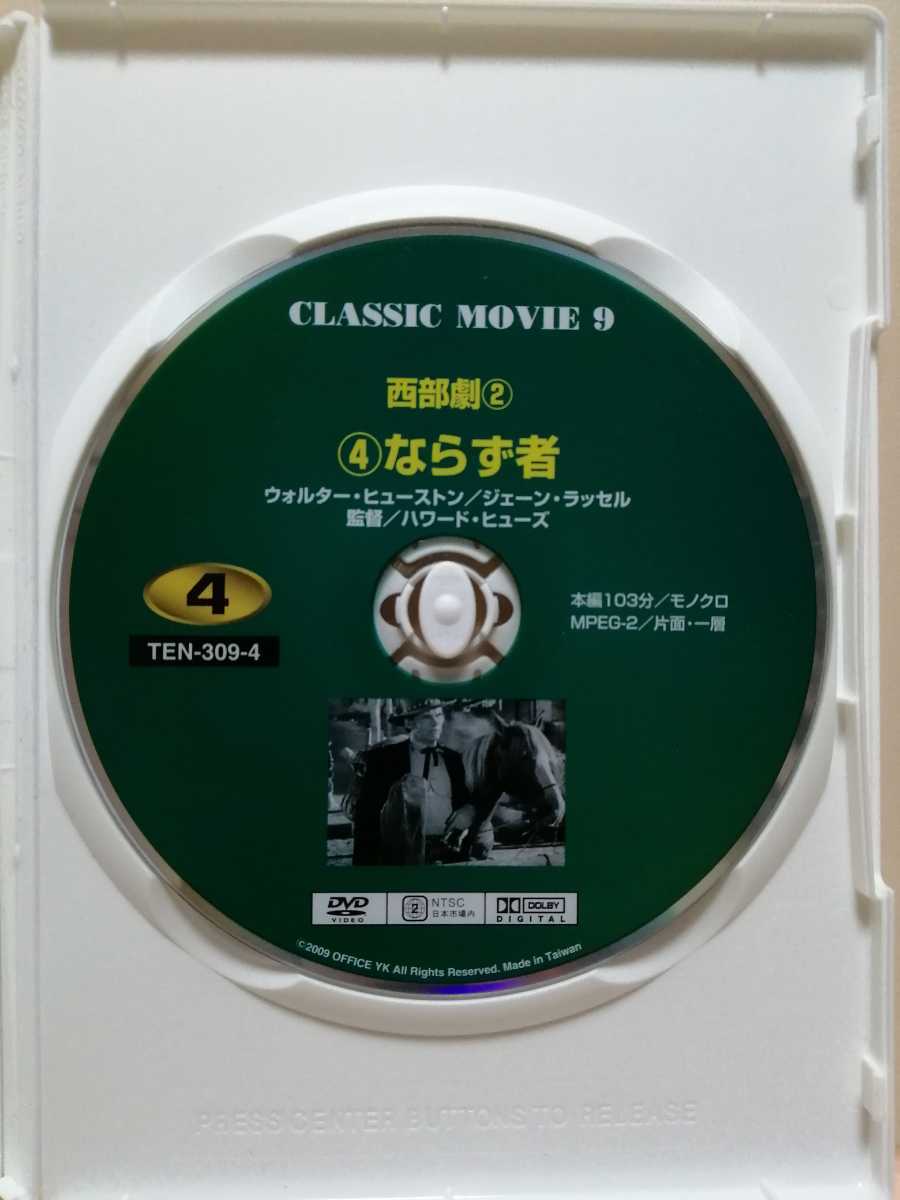 CLASSIC MOVIE 9
西部劇②
④ならず者
ウォルター・ヒューストン／ジェーン・ラッセル
監督／ハワード・ヒューズ
4
TEN-309-4
本編103分／モノクロ
MPEG-2／片面・一層
DVD
VIDEO
2
NTSC
日本市場内
DOLBY
DIGITAL
©2009 OFFICE YK All Rights Reserved. Made in Taiwan
PRESS CENTER BUTTONS TO RELEASE